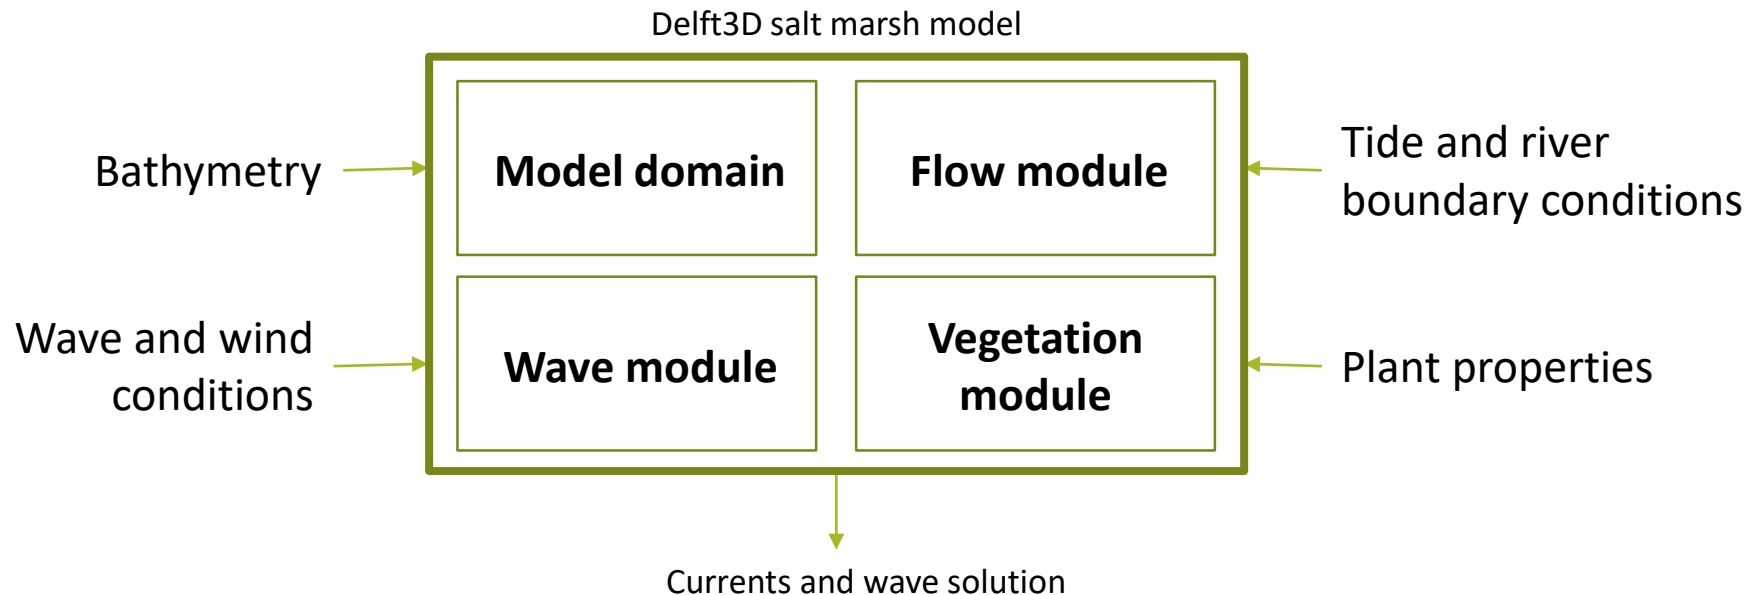 Delft3D salt marsh model
Model domain
Flow module
Bathymetry
Tide and river
boundary conditions
Wave and wind
conditions
Wave module
Vegetation
module
Plant properties
Currents and wave solution